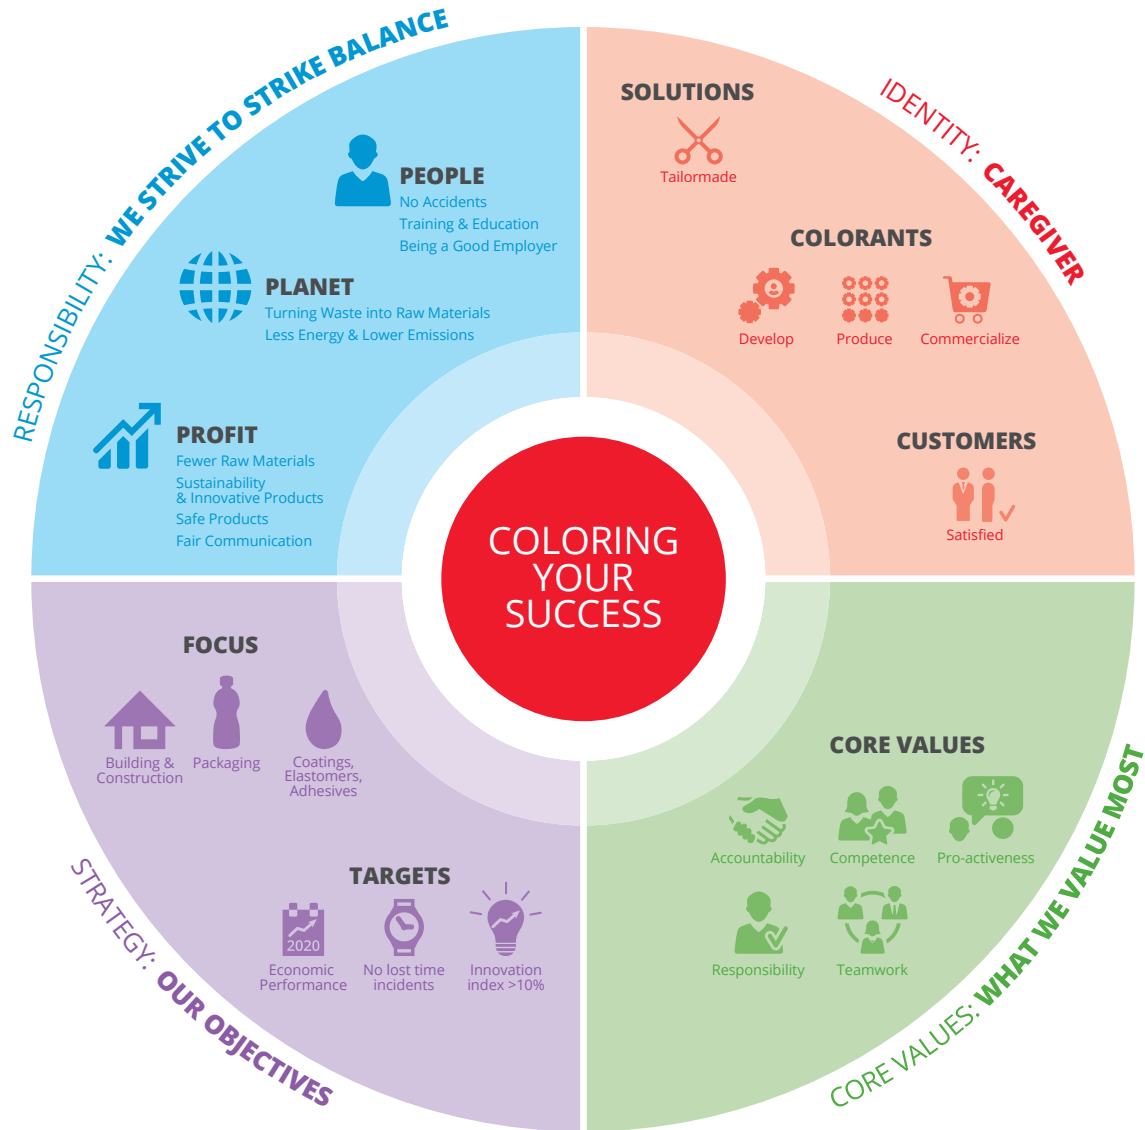 RESPONSIBILITY: WE STRIVE TO STRIKE BALANCE
PEOPLE
No Accidents
Training & Education
Being a Good Employer
PLANET
Turning Waste into Raw Materials
Less Energy & Lower Emissions
PROFIT
Fewer Raw Materials
Sustainability
& Innovative Products
Safe Products
Fair Communication
IDENTITY: CAREGIVER
SOLUTIONS
Tailormade
COLORANTS
Develop
Produce
Commercialize
CUSTOMERS
Satisfied
COLORING
YOUR
SUCCESS
FOCUS
Building &
Construction
Packaging
Coatings,
Elastomers,
Adhesives
TARGETS
2020
Economic
Performance
No lost time
incidents
Innovation
index >10%
STRATEGY: OUR OBJECTIVES
CORE VALUES
Accountability
Competence
Pro-activeness
Responsibility
Teamwork
CORE VALUES: WHAT WE VALUE MOST